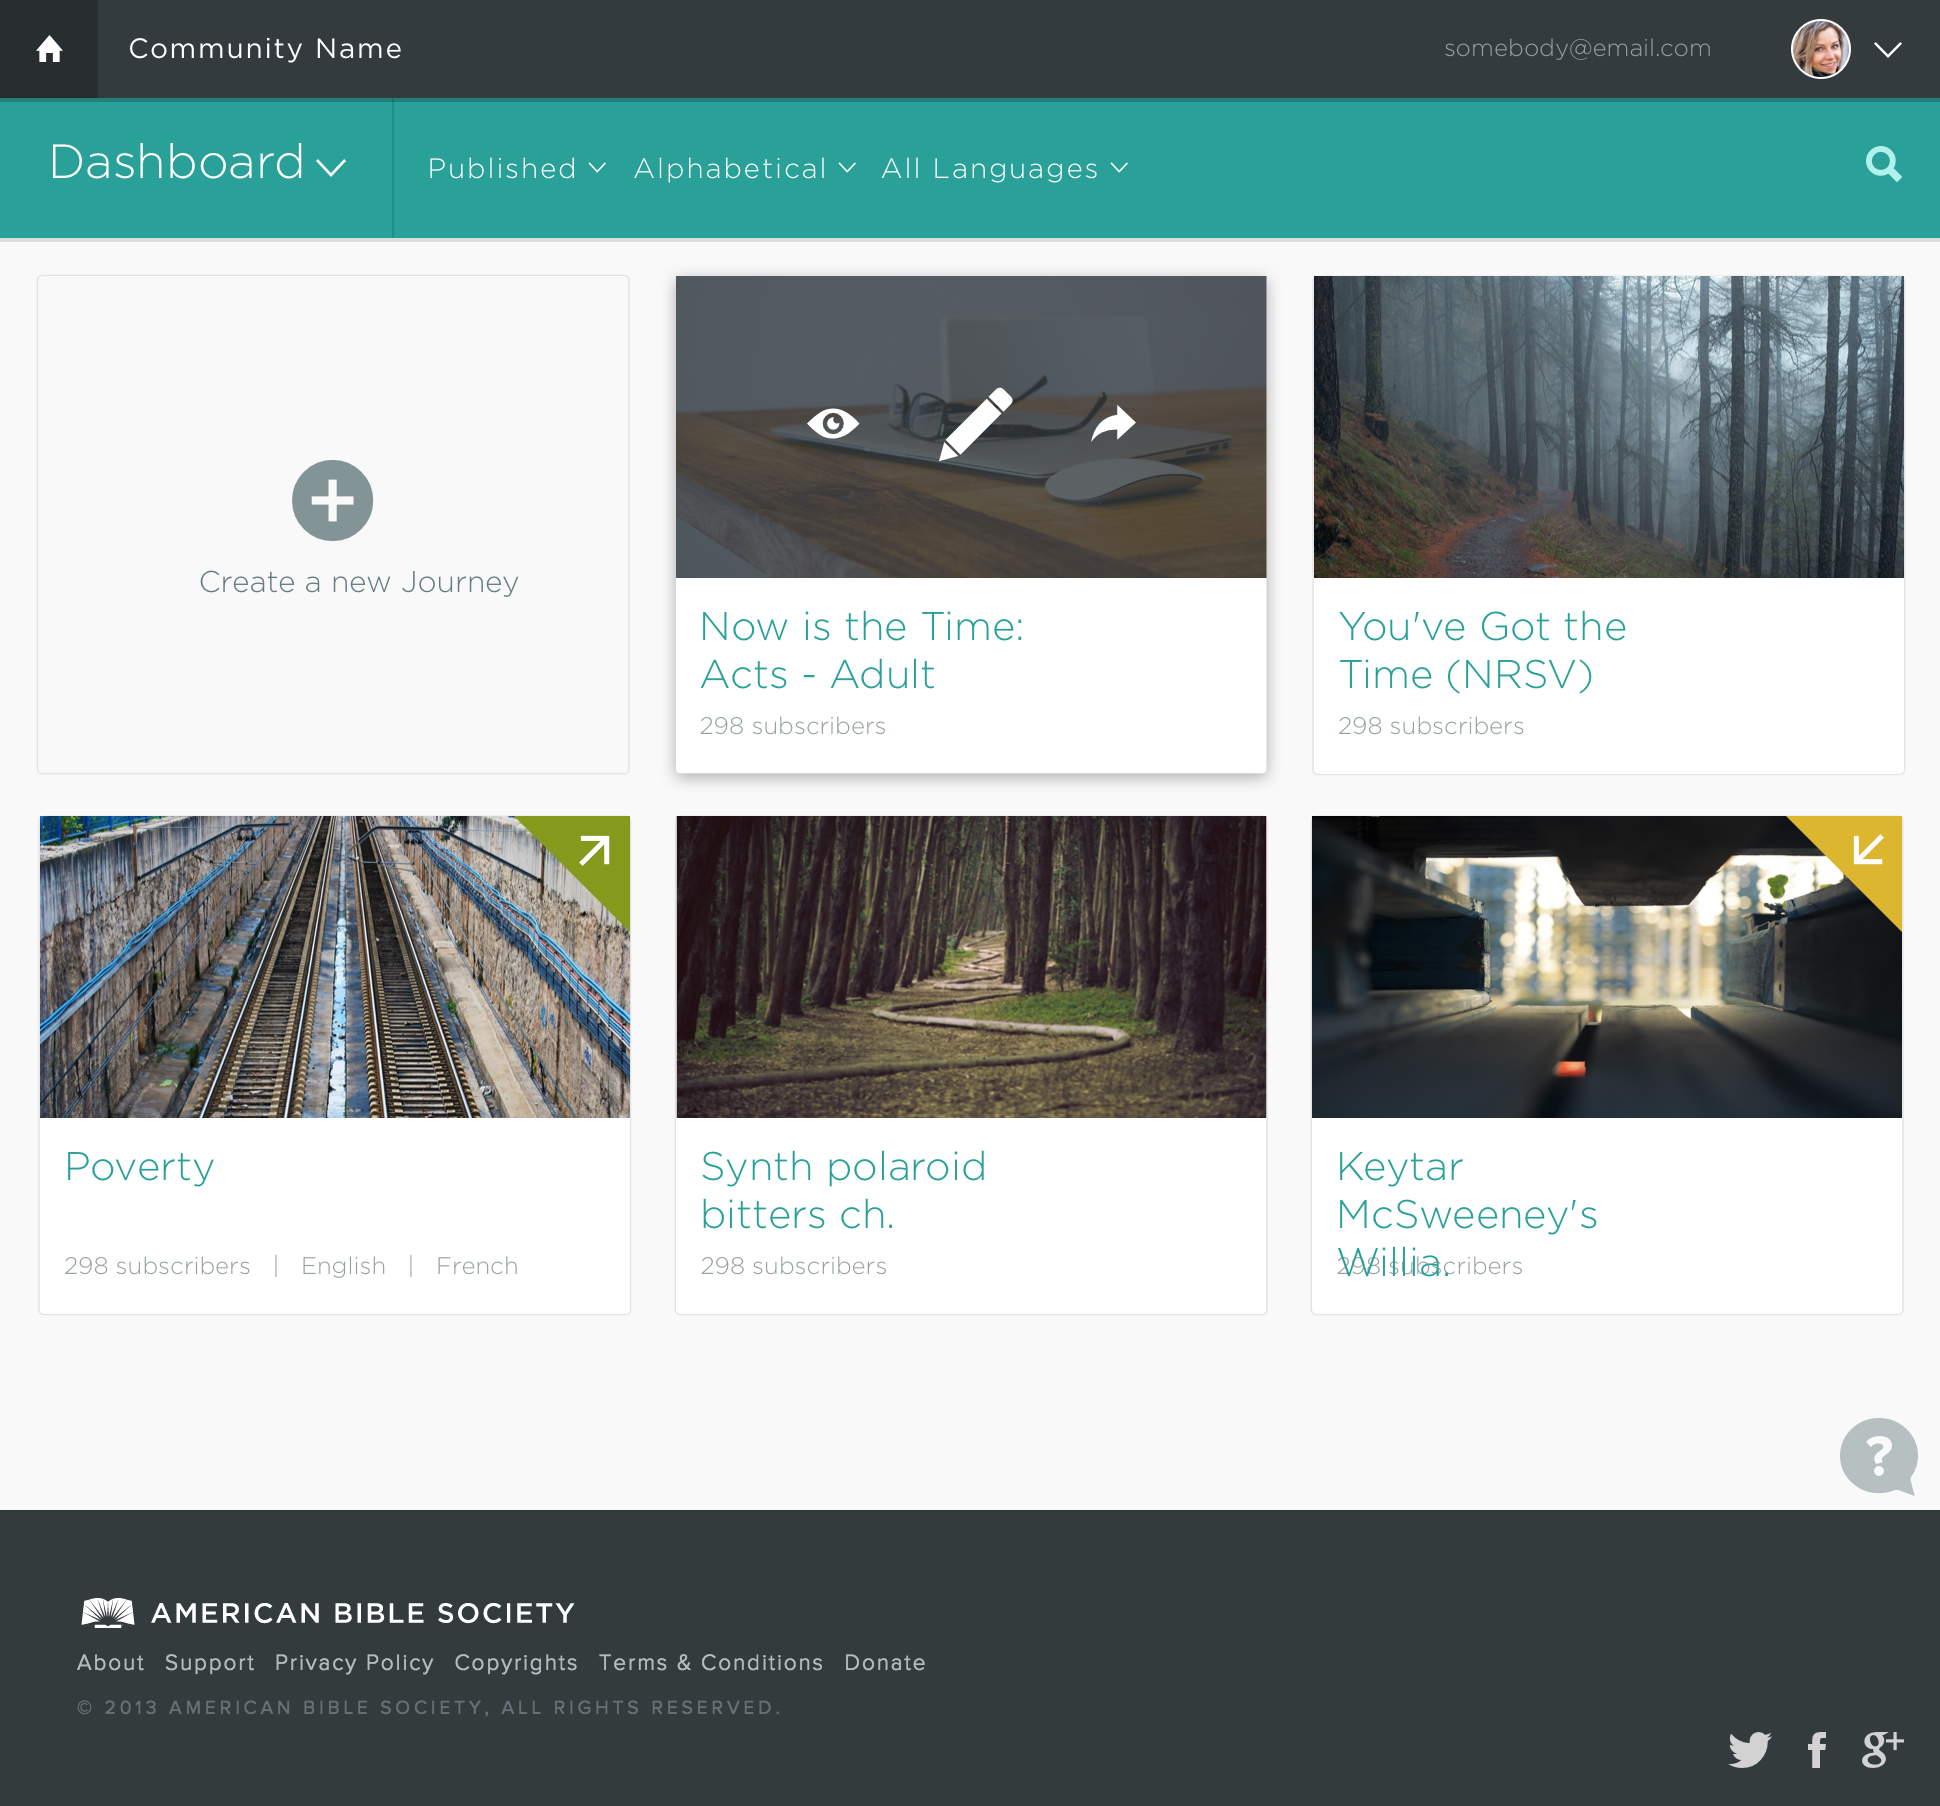 Community Name
somebody@email.com
Dashboard
Published
Alphabetical
All Languages
Create a new Journey
Now is the Time:
Acts - Adult
298 subscribers
You've Got the
Time (NRSV)
298 subscribers
Poverty
298 subscribers | English | French
Synth polaroid
bitters ch.
298 subscribers
Keytar
McSweeney's
Willia.
298 subscribers
?
AMERICAN BIBLE SOCIETY
About Support Privacy Policy Copyrights Terms & Conditions Donate
© 2013 AMERICAN BIBLE SOCIETY, ALL RIGHTS RESERVED.